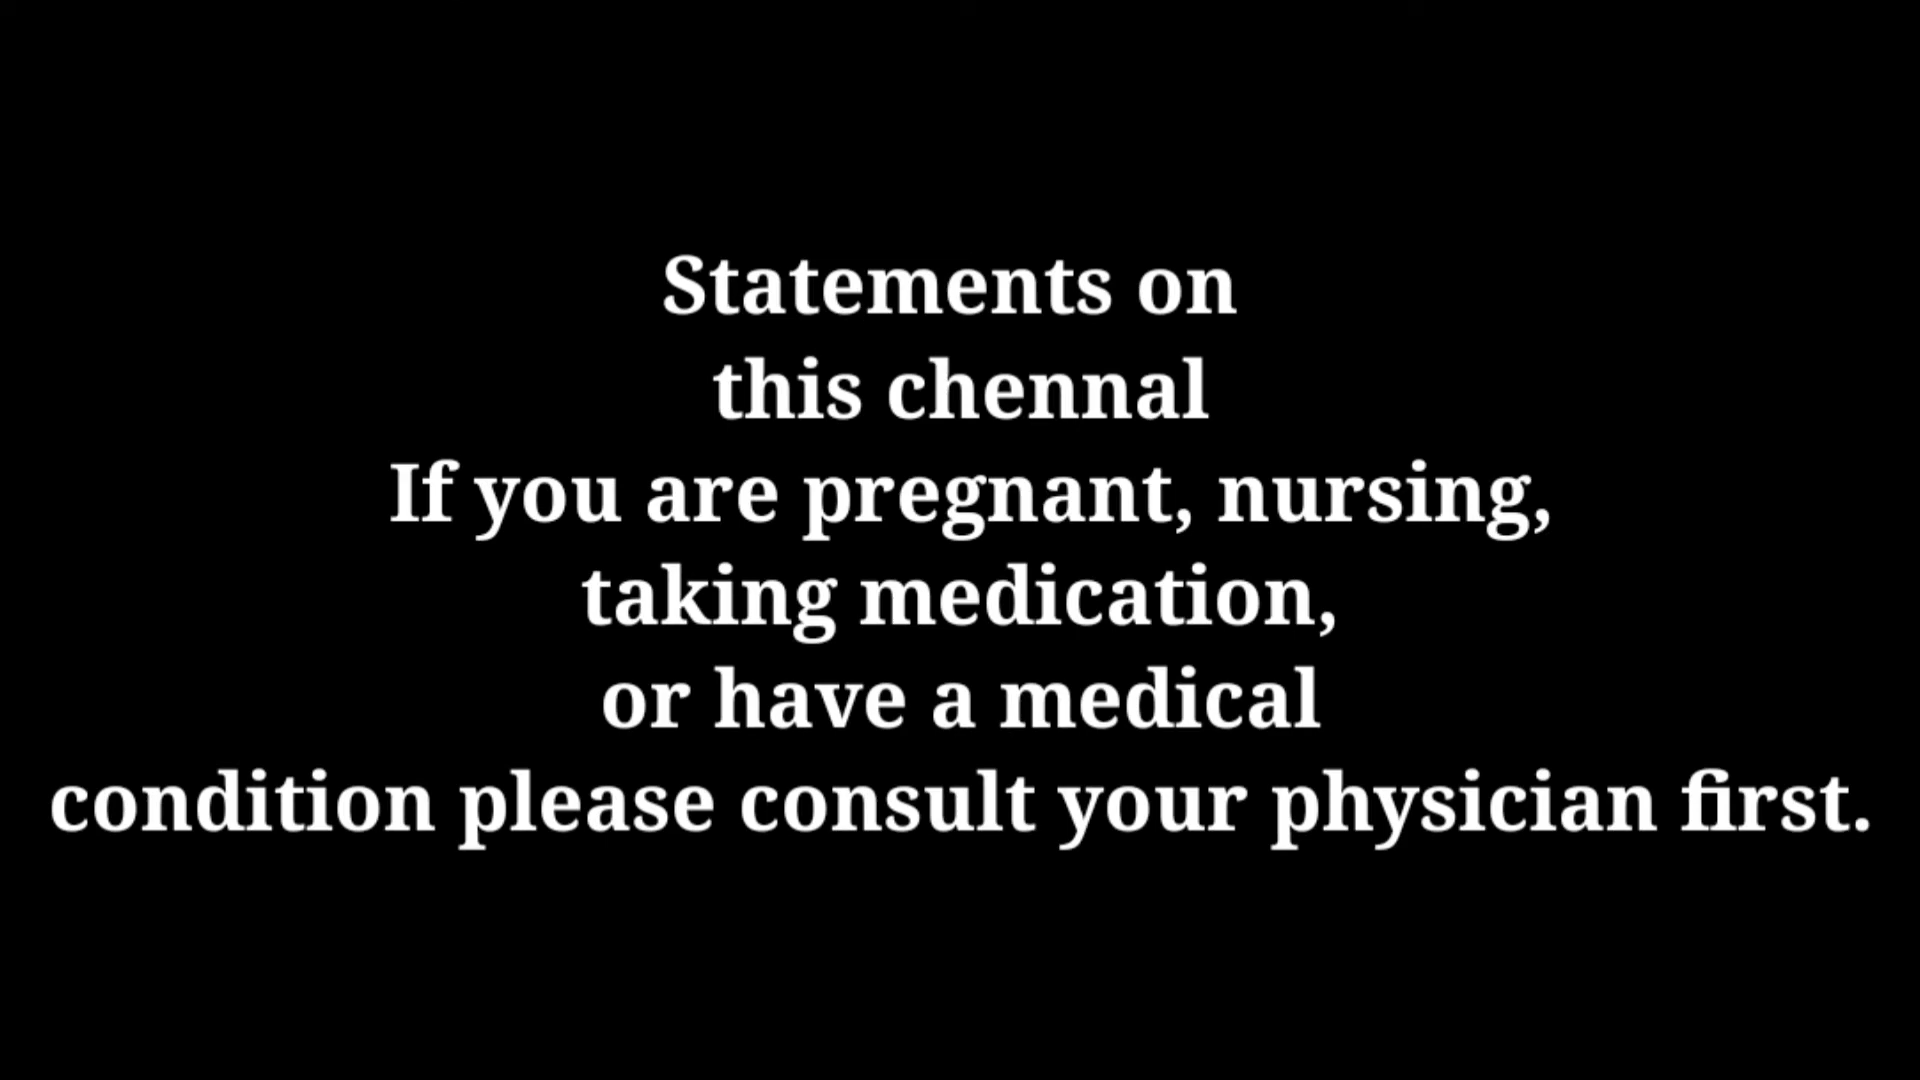 Statements on
this chennal
If you are pregnant, nursing,
taking medication,
or have a medical
condition please consult your physician first.